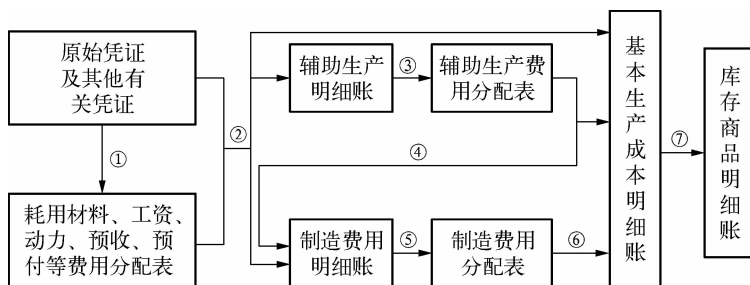 原始凭证
及其他有
关凭证
①
耗用材料、工资、
动力、预收、预
付等费用分配表
②
辅助生产
明细账
③
辅助生产费
用分配表
④
制造费用
明细账
⑤
制造费用
分配表
⑥
基本生产成本明细账
⑦
库存商品明细账